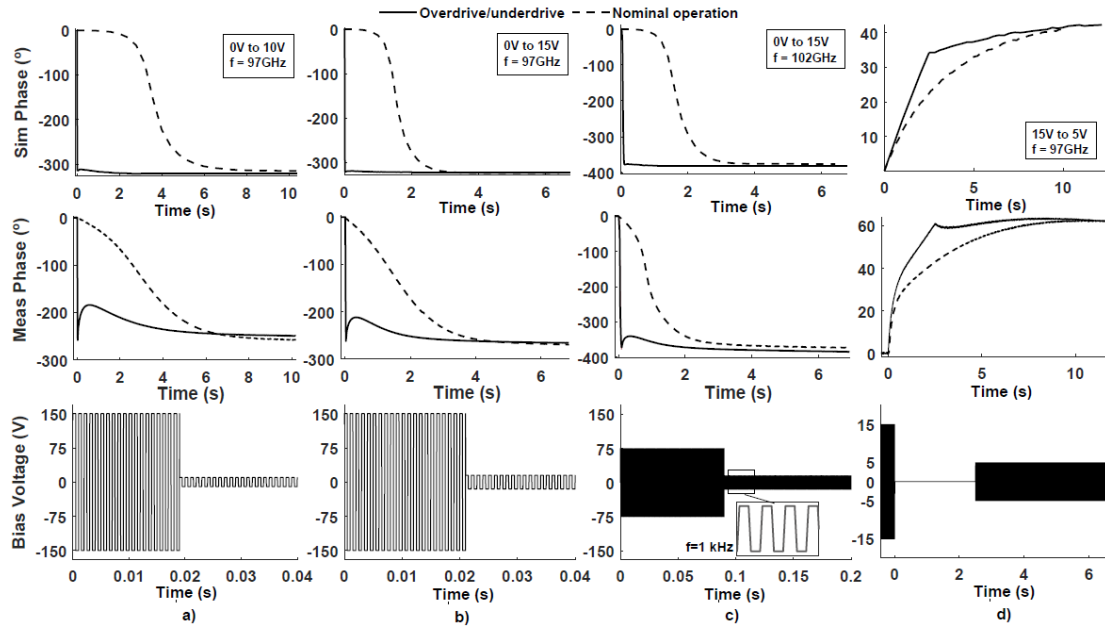 Overdrive/underdrive Nominal operation
Sim Phase (º)
0
-100
-200
-300
0V to 10V
f = 97GHz
0 2 4 6 8 10
Time (s)
0
-100
-200
-300
0V to 15V
f = 97GHz
0 2 4 6
Time (s)
0
-100
-200
-300
-400
0V to 15V
f = 102GHz
0 2 4 6
Time (s)
40
20
0
15V to 5V
f = 97GHz
0 5 10
Time (s)
Meas Phase (º)
0
-100
-200
-300
0 2 4 6 8 10
Time (s)
0
-100
-200
-300
0 2 4 6
Time (s)
0
-100
-200
-300
-400
0 2 4 6
Time (s)
60
40
20
0
0 5 10
Time (s)
Bias Voltage (V)
150
75
0
-75
-150
0 0.01 0.02 0.03 0.04
Time (s)
a)
150
75
0
-75
-150
0 0.01 0.02 0.03 0.04
Time (s)
b)
150
75
0
-75
-150
f=1 kHz
0 0.05 0.1 0.15 0.2
Time (s)
c)
15
5
0
-5
-15
0 2 4 6
Time (s)
d)